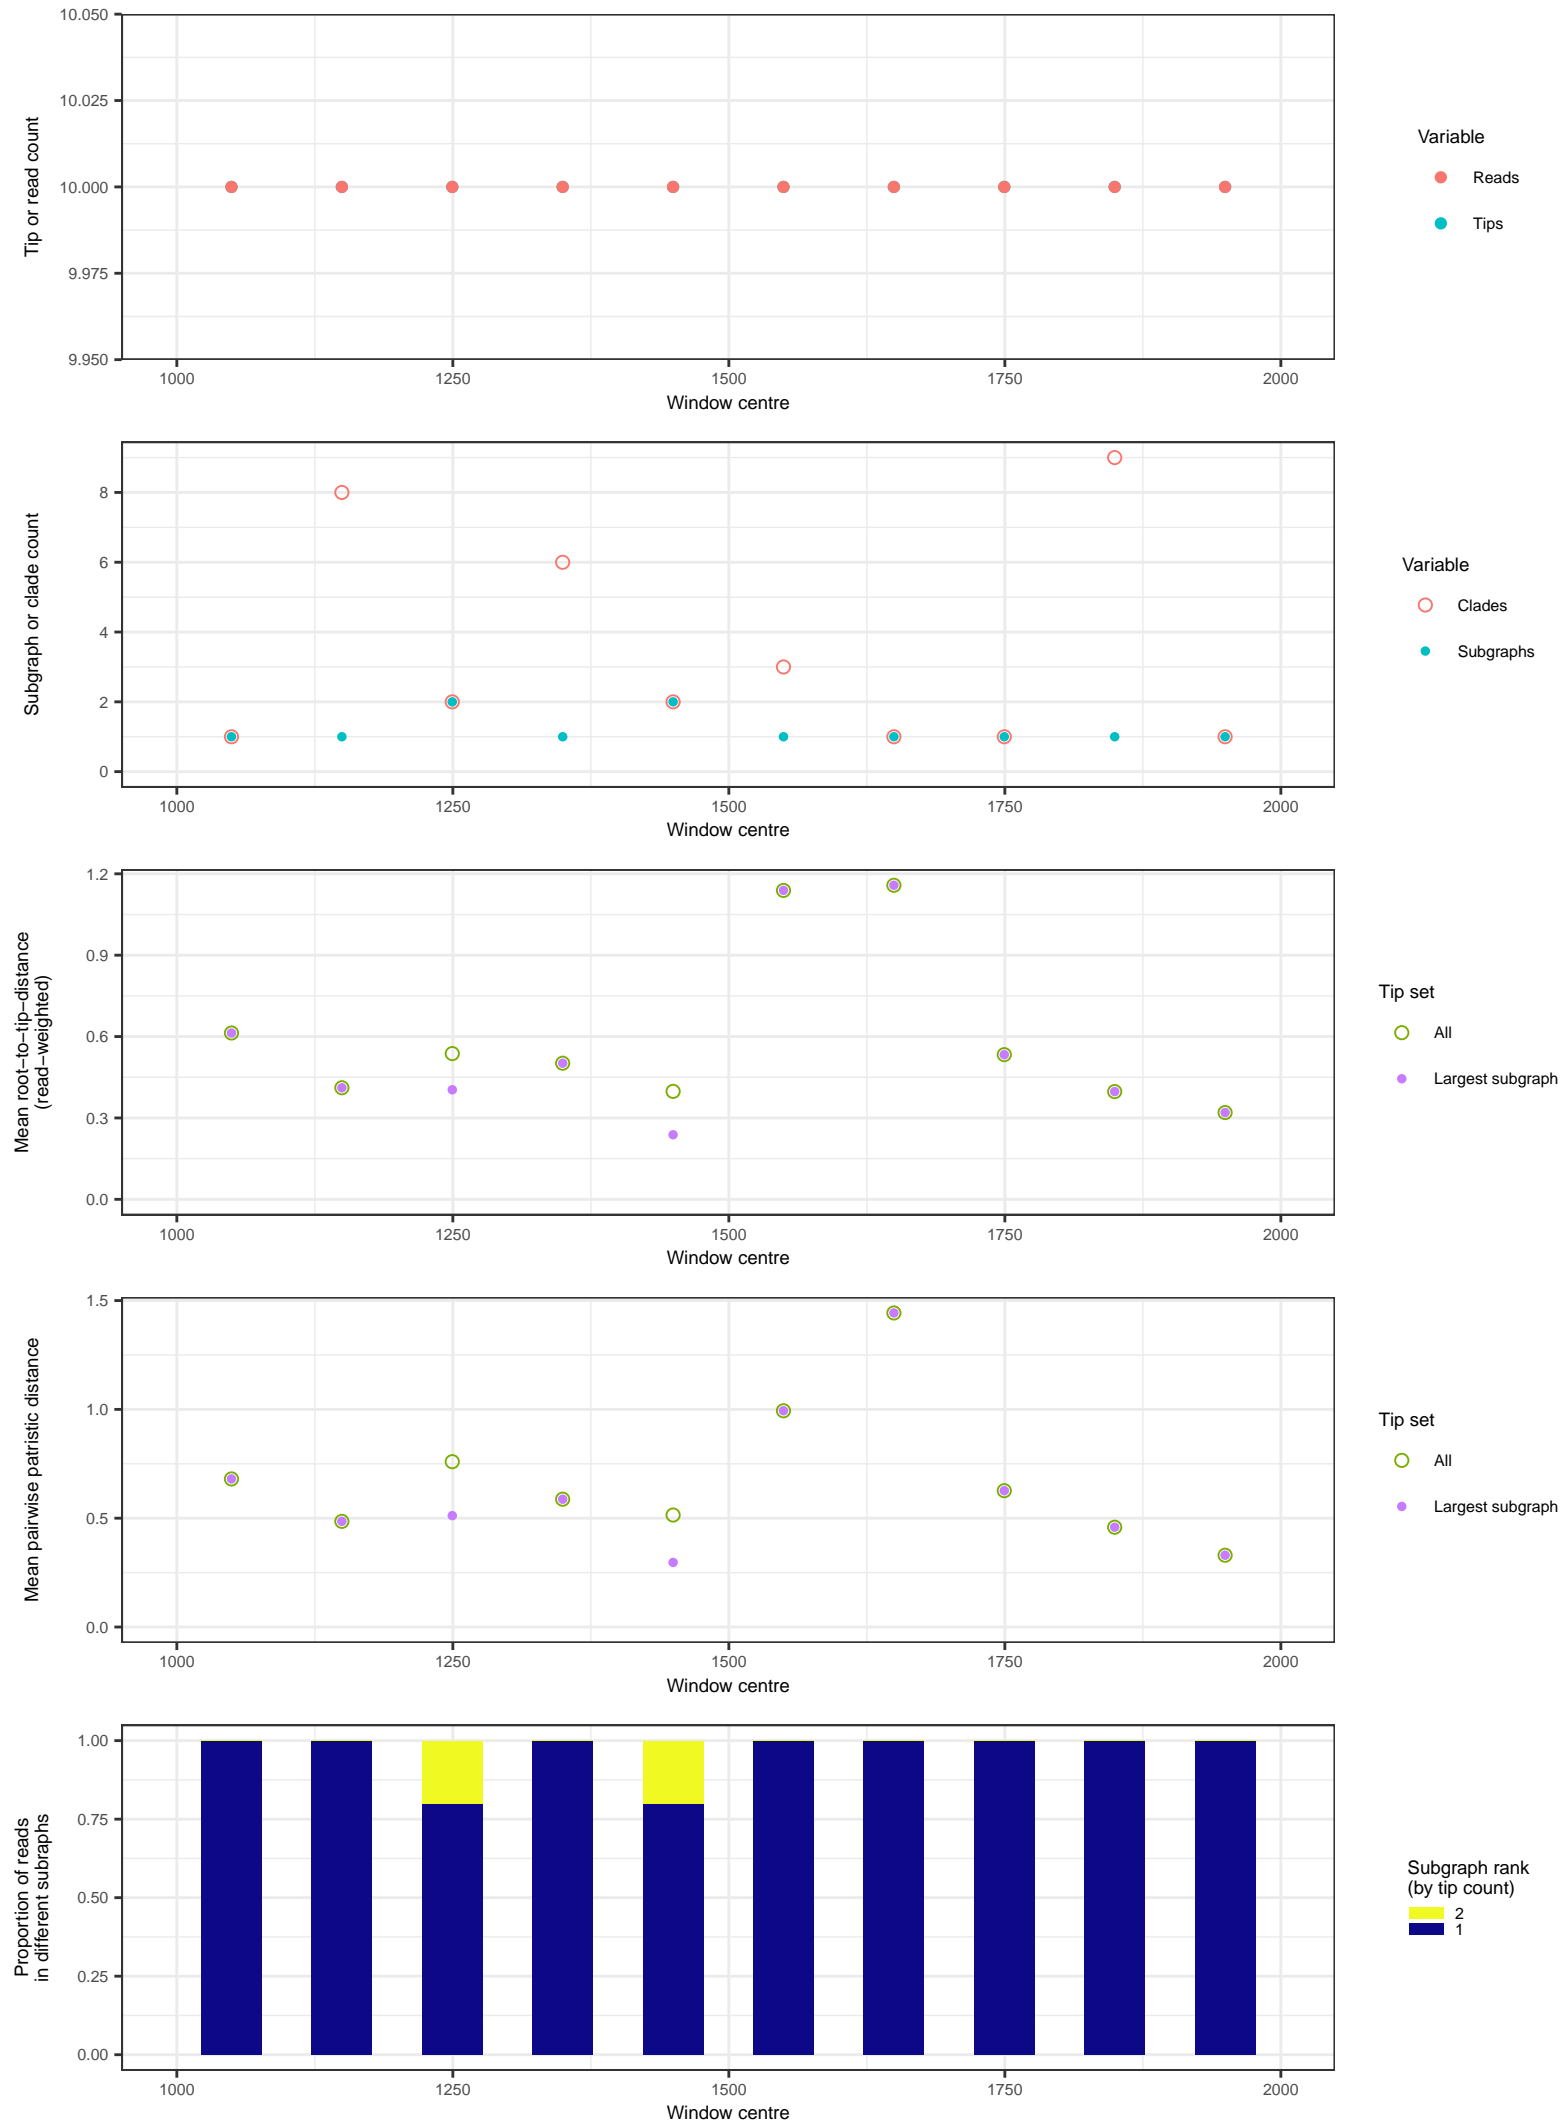 10.050
10.025
10.000
9.975
9.950
Tip or read count
1000 1250 1500 1750 2000
Window centre
Variable
Reads
Tips
8
6
4
2
0
Subgraph or clade count
1000 1250 1500 1750 2000
Window centre
Variable
Clades
Subgraphs
1.2
0.9
0.6
0.3
0.0
Mean root−to−tip−distance
(read−weighted)
1000 1250 1500 1750 2000
Window centre
Tip set
All
Largest subgraph
1.5
1.0
0.5
0.0
Mean pairwise patristic distance
1000 1250 1500 1750 2000
Window centre
Tip set
All
Largest subgraph
1.00
0.75
0.50
0.25
0.00
Proportion of reads
in different subraphs
1000 1250 1500 1750 2000
Window centre
Subgraph rank
(by tip count)
2
1